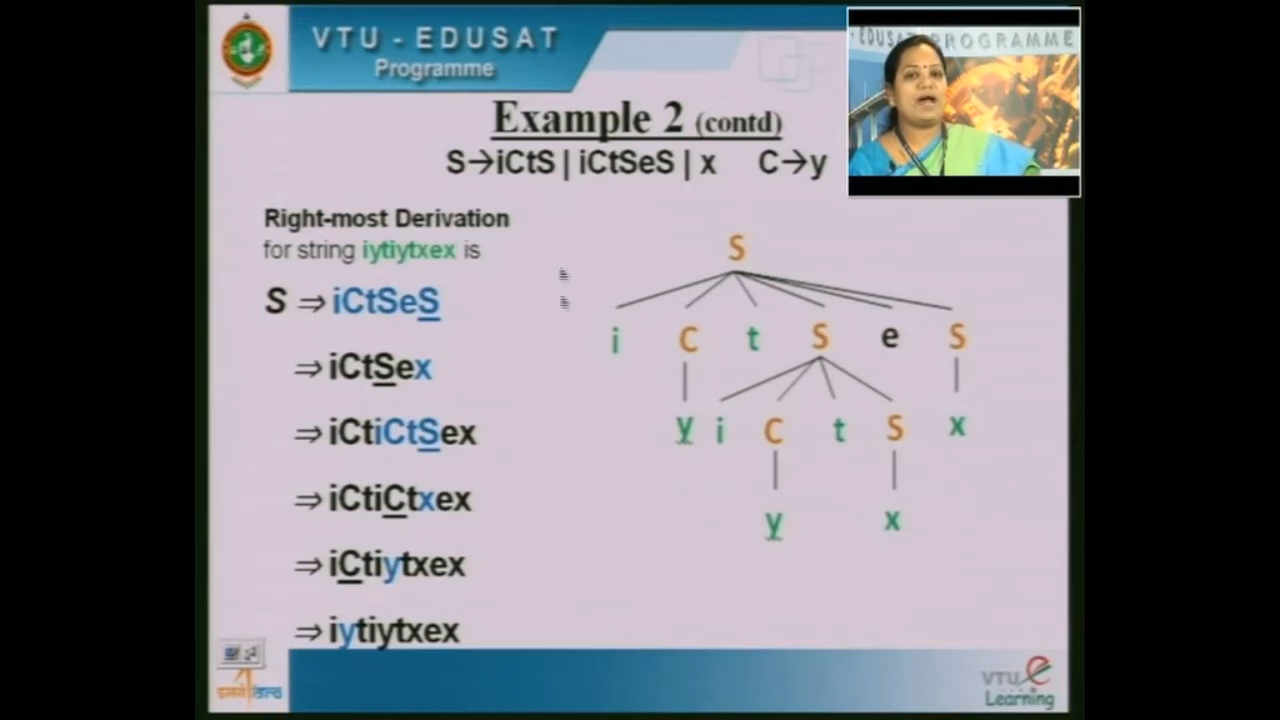 VTU - EDUSAT
Programme
- EDUSAT PROGRAMME
Example 2 (contd)
S→iCtS | iCtSeS | x C→y
Right-most Derivation
for string iytiytxex is
S ⇒ iCtSeS
⇒ iCtSex
⇒ iCtiCtSex
⇒ iCtiCtxex
⇒ iCtiytxex
⇒ iytiytxex
S
i C t S e S
y i C t S x
y x
VTU e
Learning